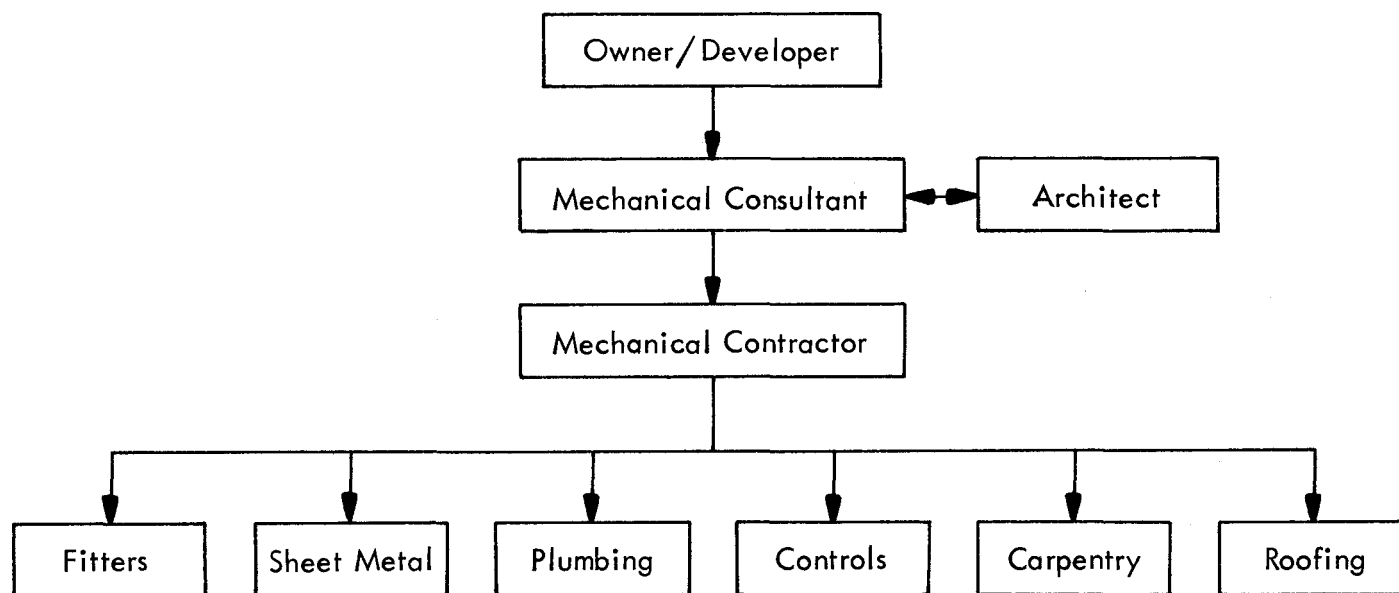 Owner/Developer
Mechanical Consultant
Architect
Mechanical Contractor
Fitters
Sheet Metal
Plumbing
Controls
Carpentry
Roofing